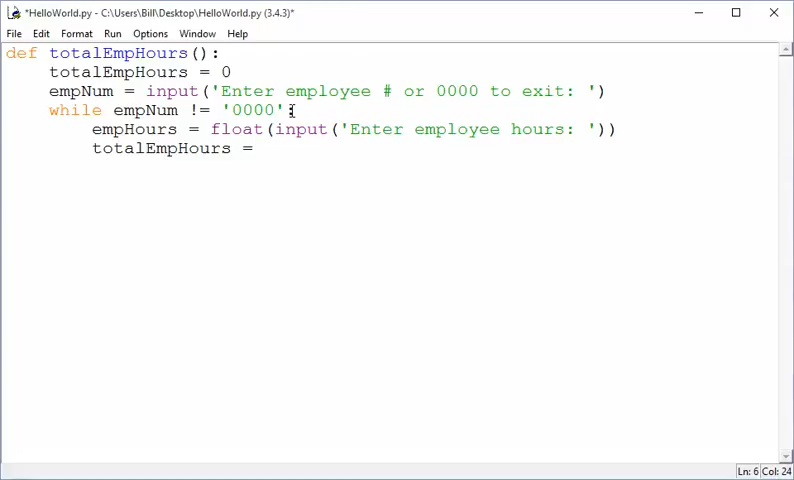 *HelloWorld.py - C:\Users\Bill\Desktop\HelloWorld.py (3.4.3)*
File Edit Format Run Options Window Help
def totalEmpHours():
    totalEmpHours = 0
    empNum = input('Enter employee # or 0000 to exit: ')
    while empNum != '0000':
        empHours = float(input('Enter employee hours: '))
        totalEmpHours =
Ln: 6 Col: 24